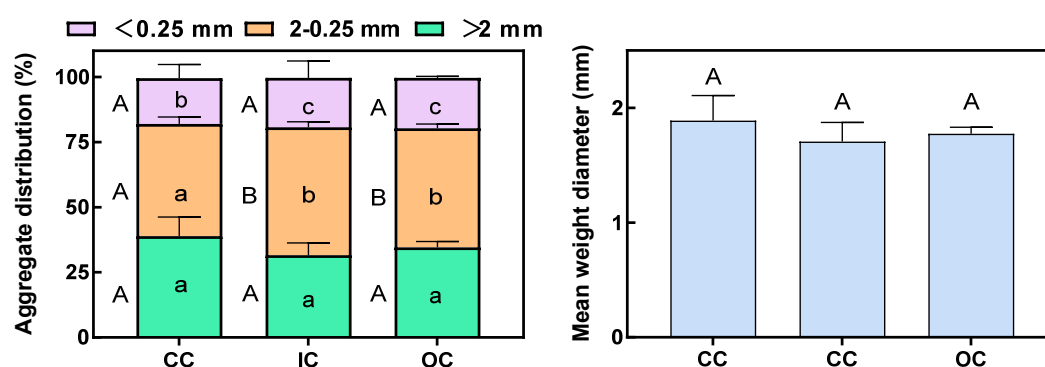 ＜0.25 mm 2-0.25 mm ＞2 mm
Aggregate distribution (%)
100
75
50
25
0
A b A c A c
A a B b B b
A a A a A a
CC IC OC
Mean weight diameter (mm)
2
1
0
A A A
CC CC OC